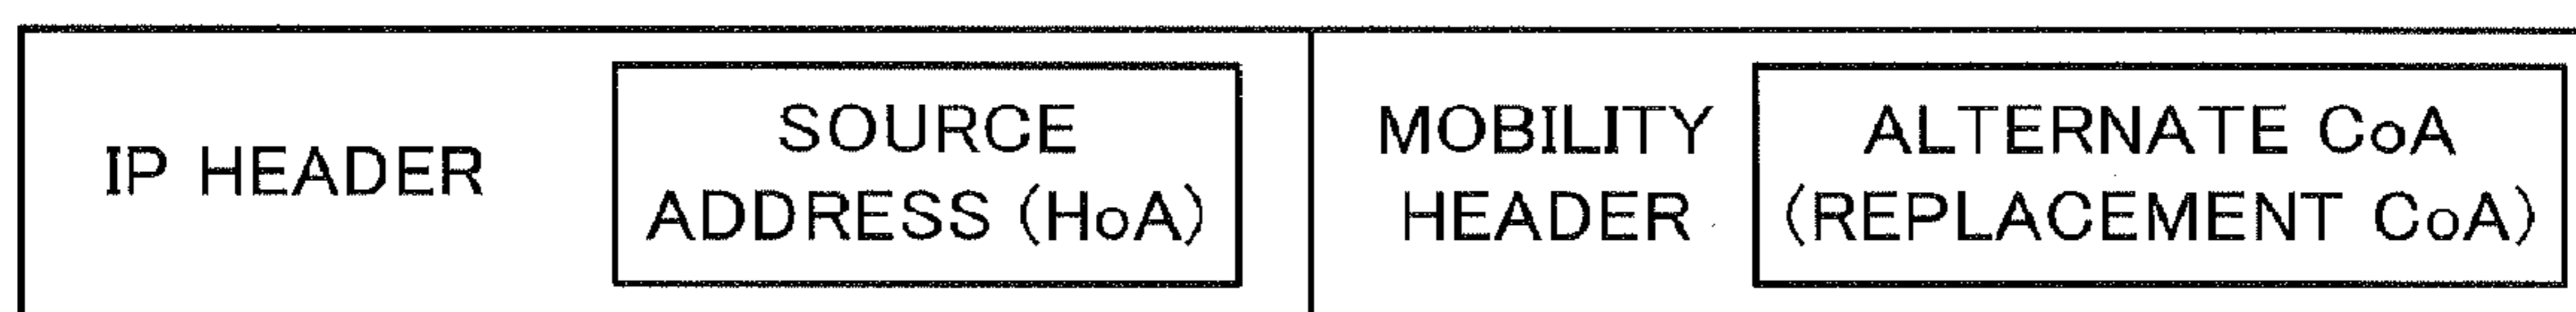 IP HEADER
SOURCE
ADDRESS (HoA)
MOBILITY
HEADER
ALTERNATE CoA
(REPLACEMENT CoA)